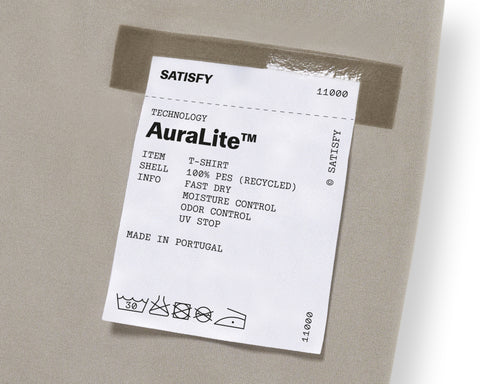 SATISFY
11000
TECHNOLOGY
AuraLite™
ITEM T-SHIRT
SHELL 100% PES (RECYCLED)
INFO FAST DRY
MOISTURE CONTROL
ODOR CONTROL
UV STOP
MADE IN PORTUGAL
30
© SATISFY
11000